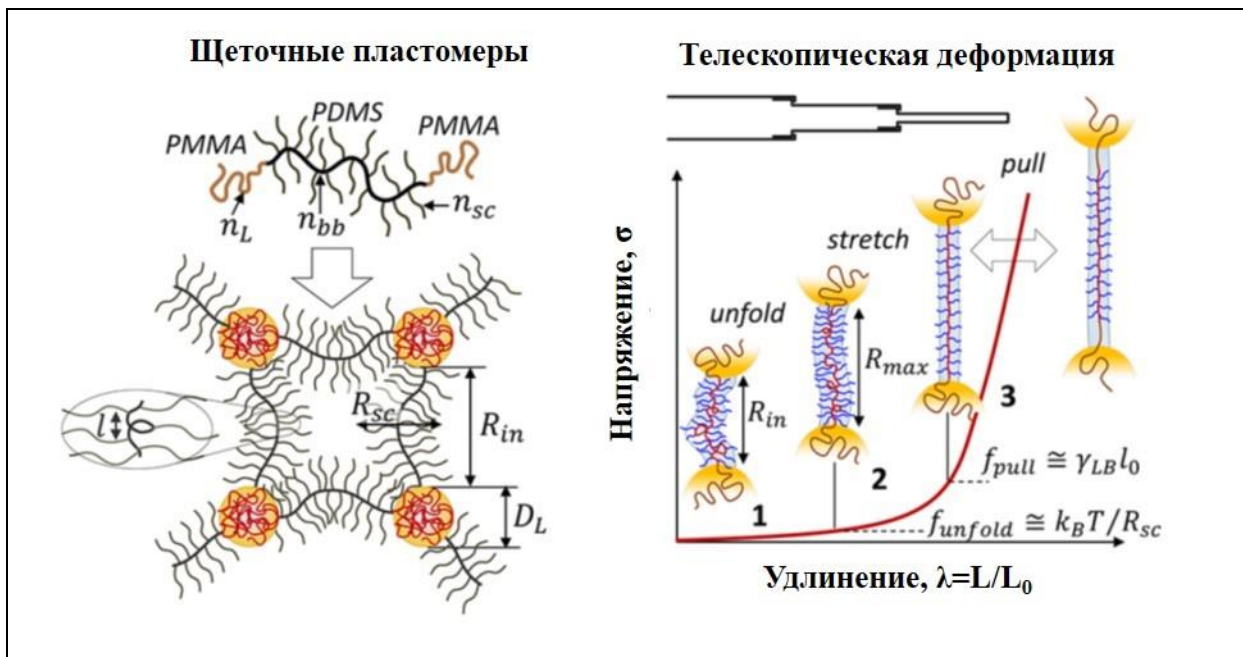 Щеточные пластомеры
PMMA
PDMS
PMMA
n_L
n_bb
n_sc
l
R_sc
R_in
D_L
Телескопическая деформация
Напряжение, σ
unfold
stretch
pull
R_in
R_max
1
2
3
f_pull ≅ γ_LB l_0
f_unfold ≅ k_B T/R_sc
Удлинение, λ=L/L_0